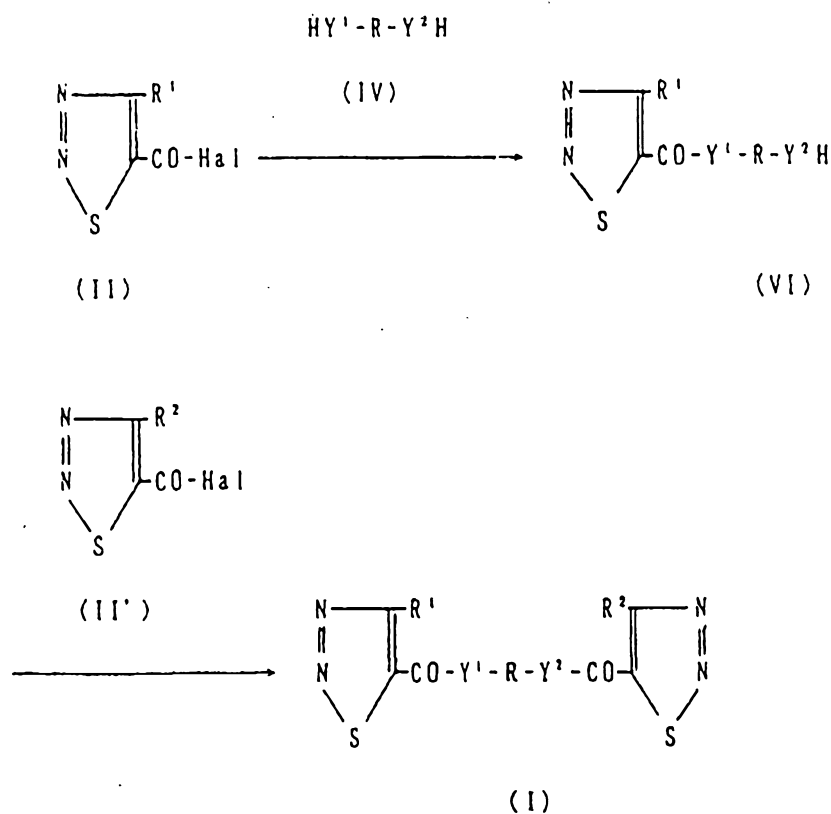 HY¹-R-Y²H
(IV)
N R¹
N CO-Hal
S
(II)
N R¹
N CO-Y¹-R-Y²H
S
(VI)
N R²
N CO-Hal
S
(II')
N R¹
N CO-Y¹-R-Y²-CO
S
R² N
N
S
(I)